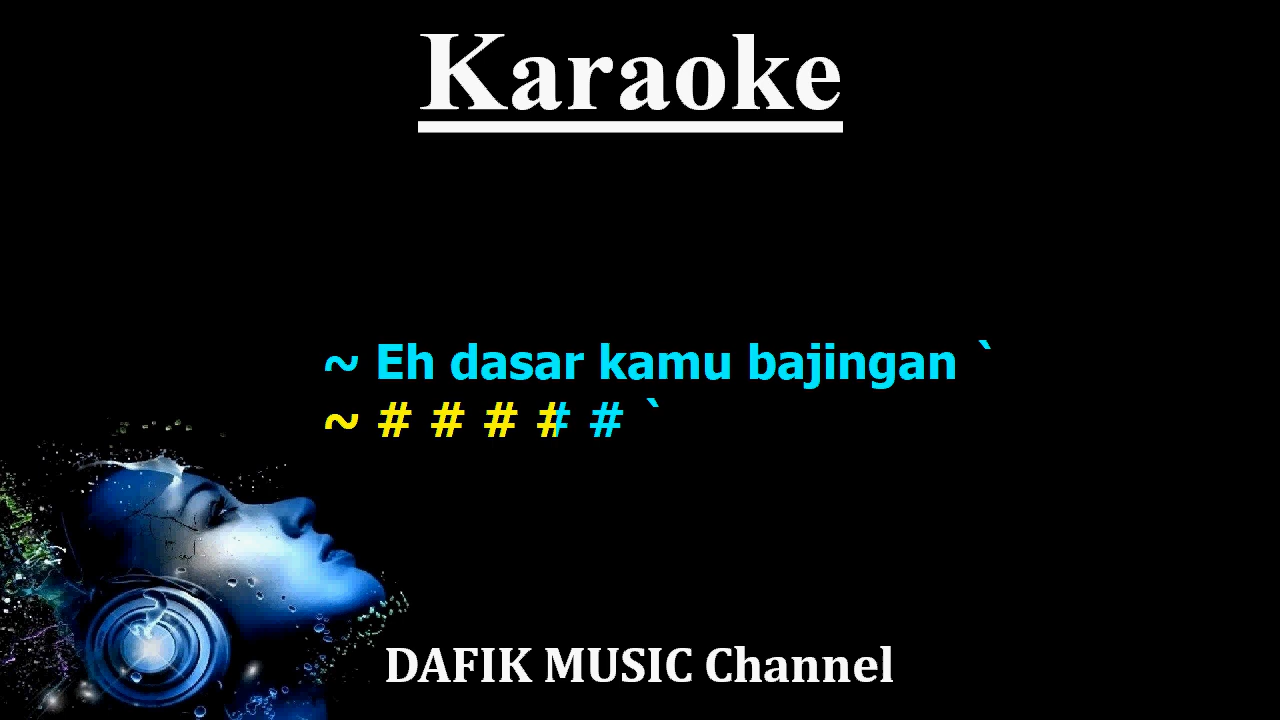 Karaoke
~ Eh dasar kamu bajingan `
~ # # # # # `
DAFIK MUSIC Channel